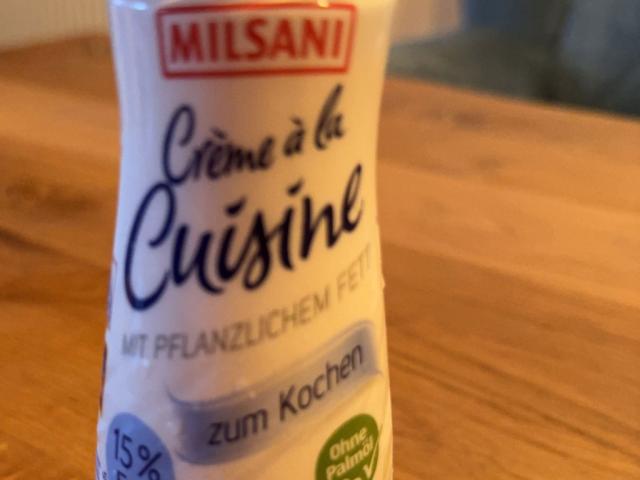 MILSANI
Crème à la
Cuisine
MIT PFLANZLICHEM FETT
zum Kochen
15%
Ohne
Palmöl